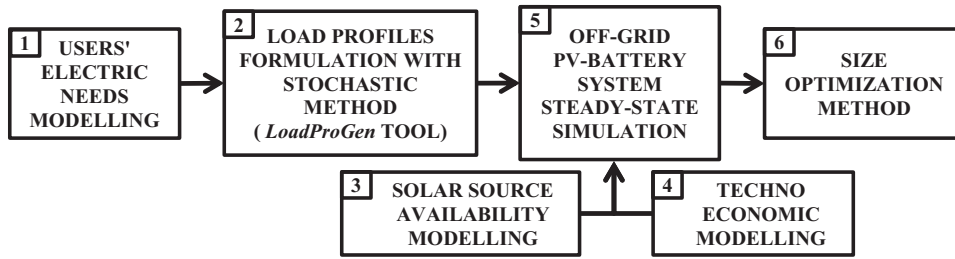 1
USERS'
ELECTRIC
NEEDS
MODELLING
2
LOAD PROFILES
FORMULATION WITH
STOCHASTIC
METHOD
( LoadProGen TOOL)
5
OFF-GRID
PV-BATTERY
SYSTEM
STEADY-STATE
SIMULATION
6
SIZE
OPTIMIZATION
METHOD
3
SOLAR SOURCE
AVAILABILITY
MODELLING
4
TECHNO
ECONOMIC
MODELLING